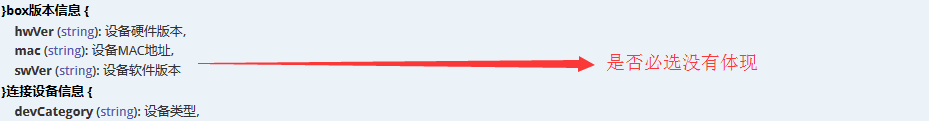 }box版本信息 {
hwVer (string): 设备硬件版本,
mac (string): 设备MAC地址,
swVer (string): 设备软件版本
是否必选没有体现
}连接设备信息 {
devCategory (string): 设备类型,